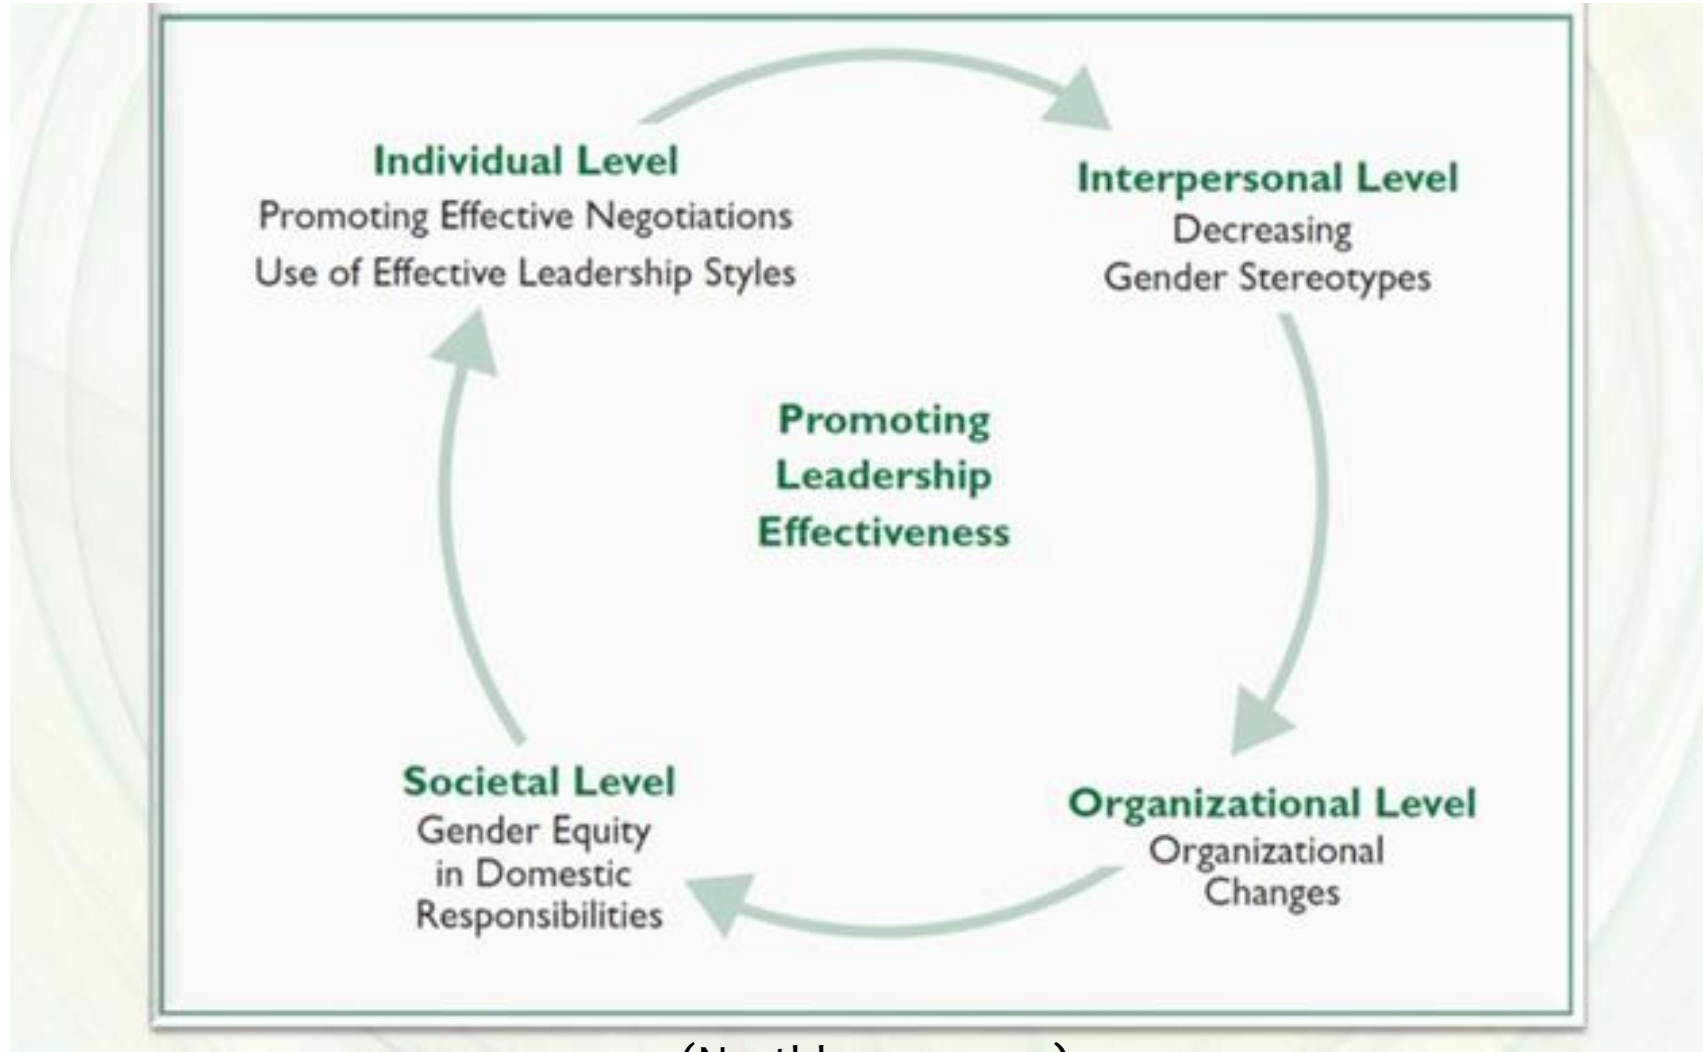 Individual Level
Promoting Effective Negotiations
Use of Effective Leadership Styles
Interpersonal Level
Decreasing
Gender Stereotypes
Promoting
Leadership
Effectiveness
Societal Level
Gender Equity
in Domestic
Responsibilities
Organizational Level
Organizational
Changes